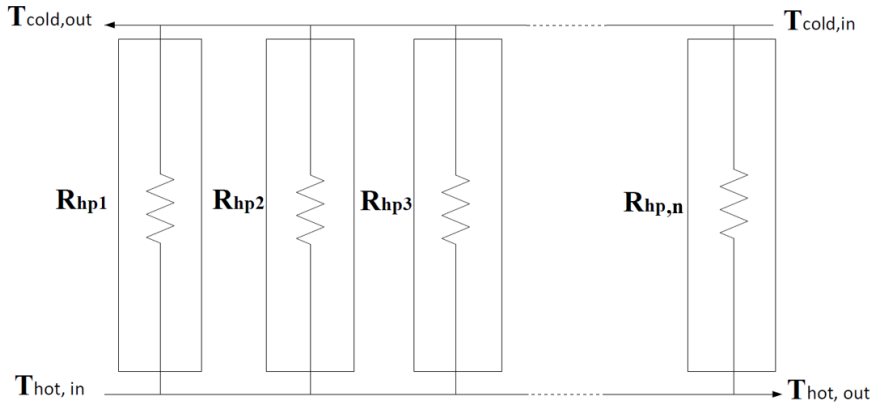 Tcold,out
Tcold,in
Rhp1
Rhp2
Rhp3
Rhp,n
Thot, in
Thot, out